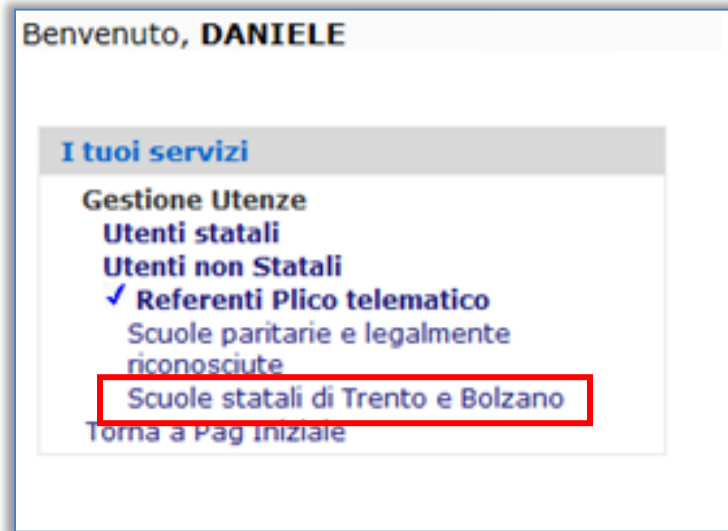 Benvenuto, DANIELE
I tuoi servizi
Gestione Utenze
Utenti statali
Utenti non Statali
Referenti Plico telematico
Scuole paritarie e legalmente
riconosciute
Scuole statali di Trento e Bolzano
Torna a Pag Iniziale